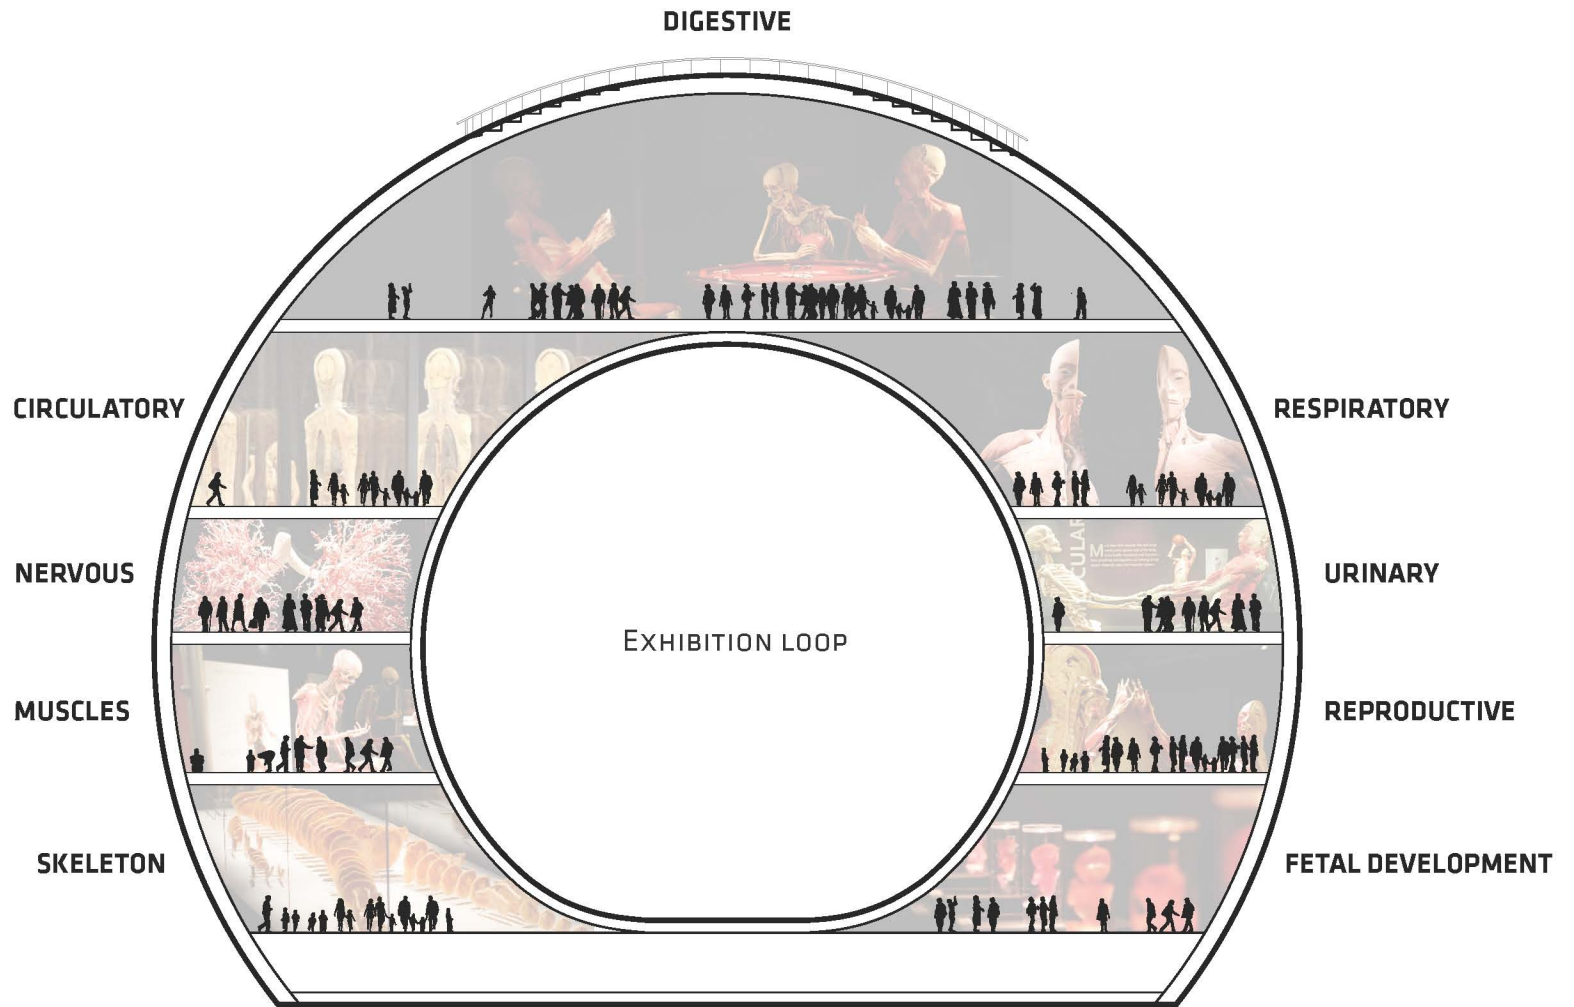 DIGESTIVE
CIRCULATORY
RESPIRATORY
NERVOUS
URINARY
EXHIBITION LOOP
MUSCLES
REPRODUCTIVE
SKELETON
FETAL DEVELOPMENT